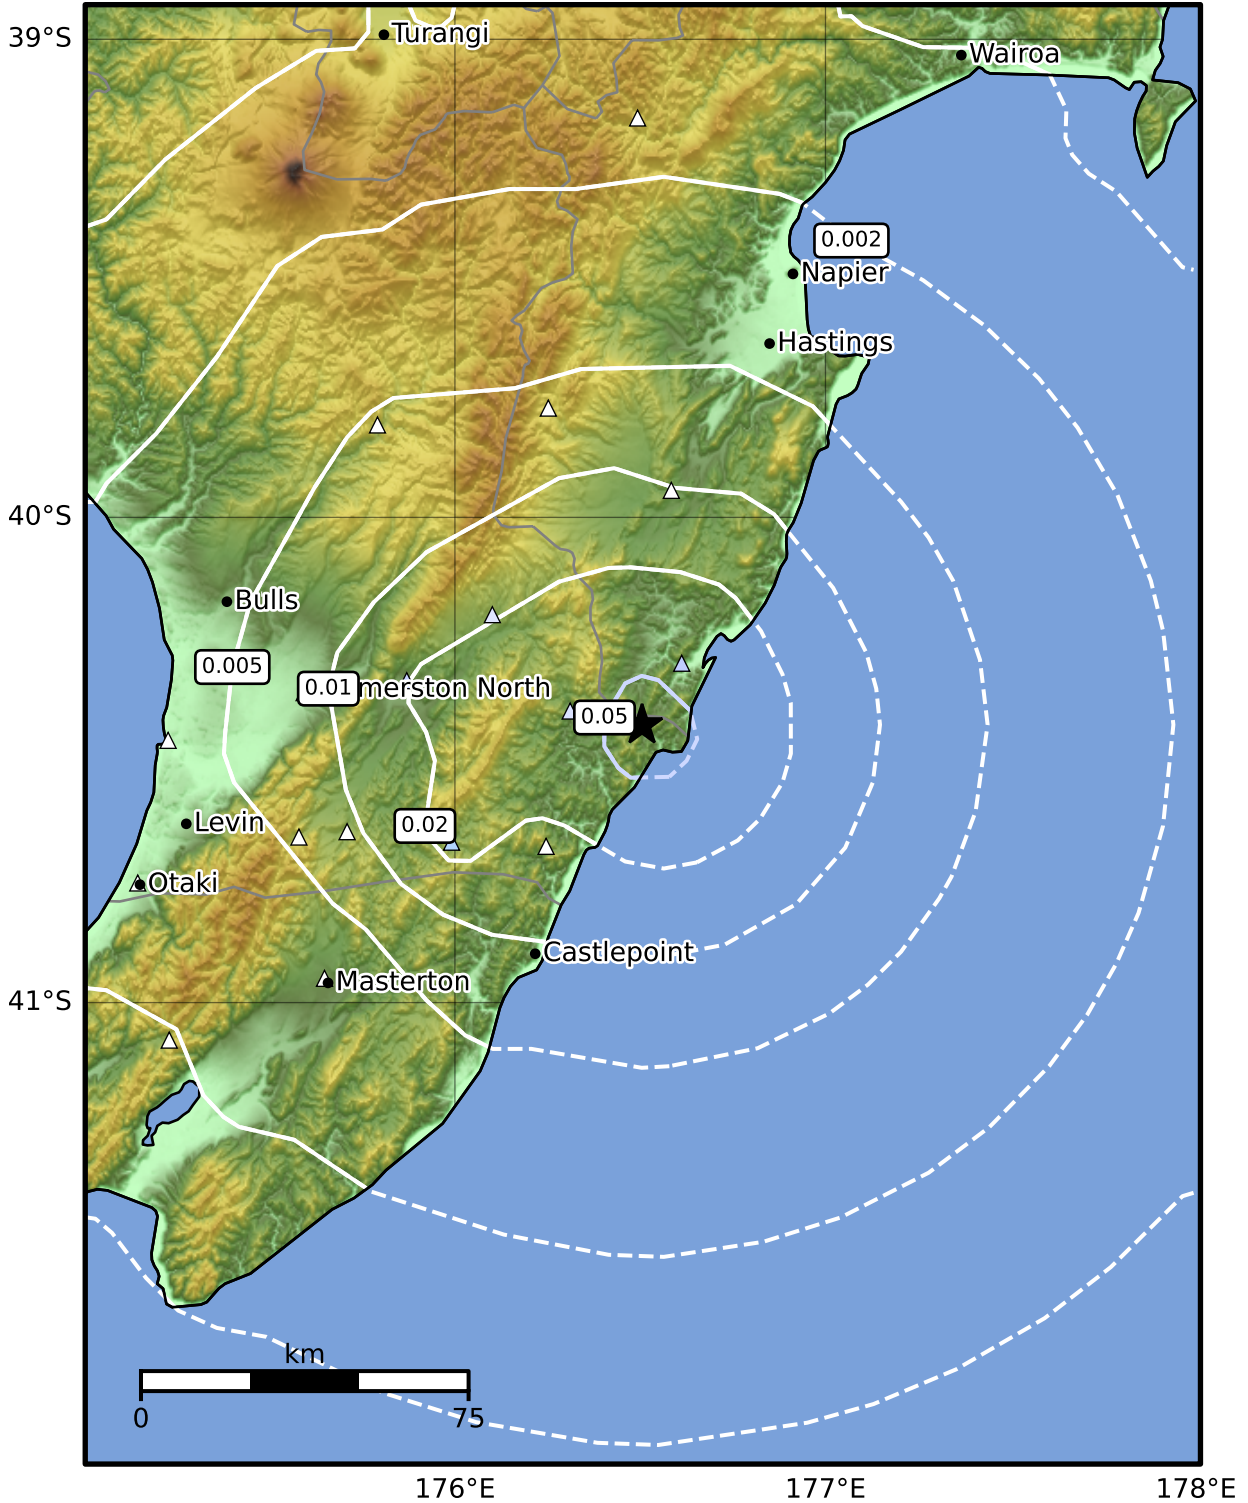 39°S
Turangi
Wairoa
0.002
Napier
Hastings
40°S
Bulls
0.005
0.01
merston North
0.05
0.02
Levin
Otaki
Castlepoint
Masterton
41°S
km
0
75
176°E
177°E
178°E